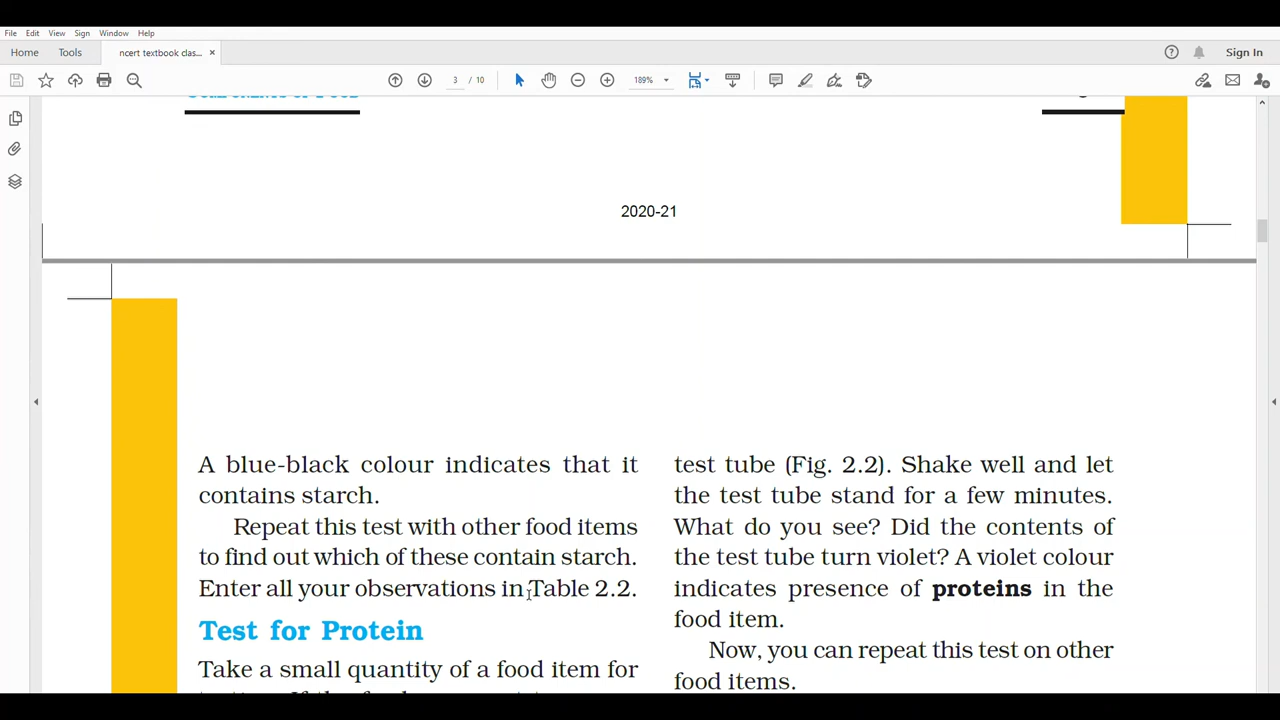 File Edit View Sign Window Help
Home Tools ncert textbook clas... × Sign In
3 / 10 189%
2020-21
A blue-black colour indicates that it
contains starch.
Repeat this test with other food items
to find out which of these contain starch.
Enter all your observations in Table 2.2.
Test for Protein
Take a small quantity of a food item for
test tube (Fig. 2.2). Shake well and let
the test tube stand for a few minutes.
What do you see? Did the contents of
the test tube turn violet? A violet colour
indicates presence of proteins in the
food item.
Now, you can repeat this test on other
food items.